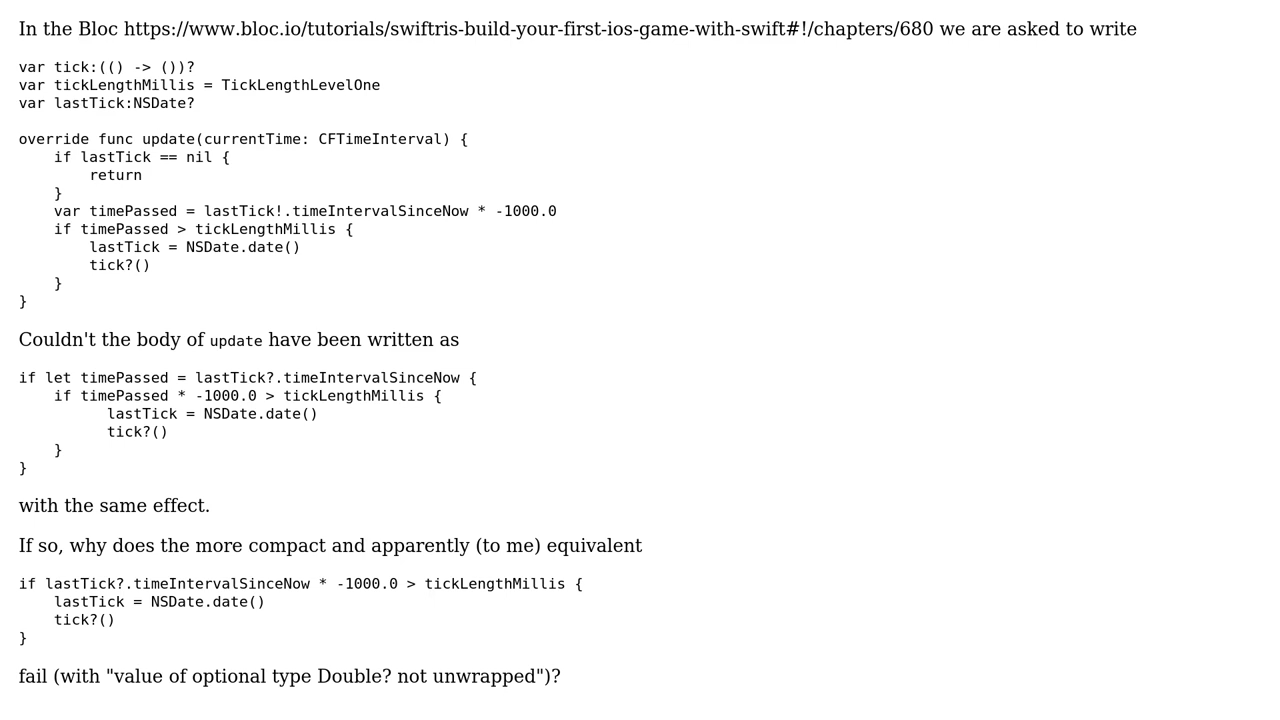 In the Bloc https://www.bloc.io/tutorials/swiftris-build-your-first-ios-game-with-swift#!/chapters/680 we are asked to write
var tick:(() -> ())?
var tickLengthMillis = TickLengthLevelOne
var lastTick:NSDate?
override func update(currentTime: CFTimeInterval) {
    if lastTick == nil {
        return
    }
    var timePassed = lastTick!.timeIntervalSinceNow * -1000.0
    if timePassed > tickLengthMillis {
        lastTick = NSDate.date()
        tick?()
    }
}
Couldn't the body of update have been written as
if let timePassed = lastTick?.timeIntervalSinceNow {
    if timePassed * -1000.0 > tickLengthMillis {
          lastTick = NSDate.date()
          tick?()
    }
}
with the same effect.
If so, why does the more compact and apparently (to me) equivalent
if lastTick?.timeIntervalSinceNow * -1000.0 > tickLengthMillis {
    lastTick = NSDate.date()
    tick?()
}
fail (with "value of optional type Double? not unwrapped")?